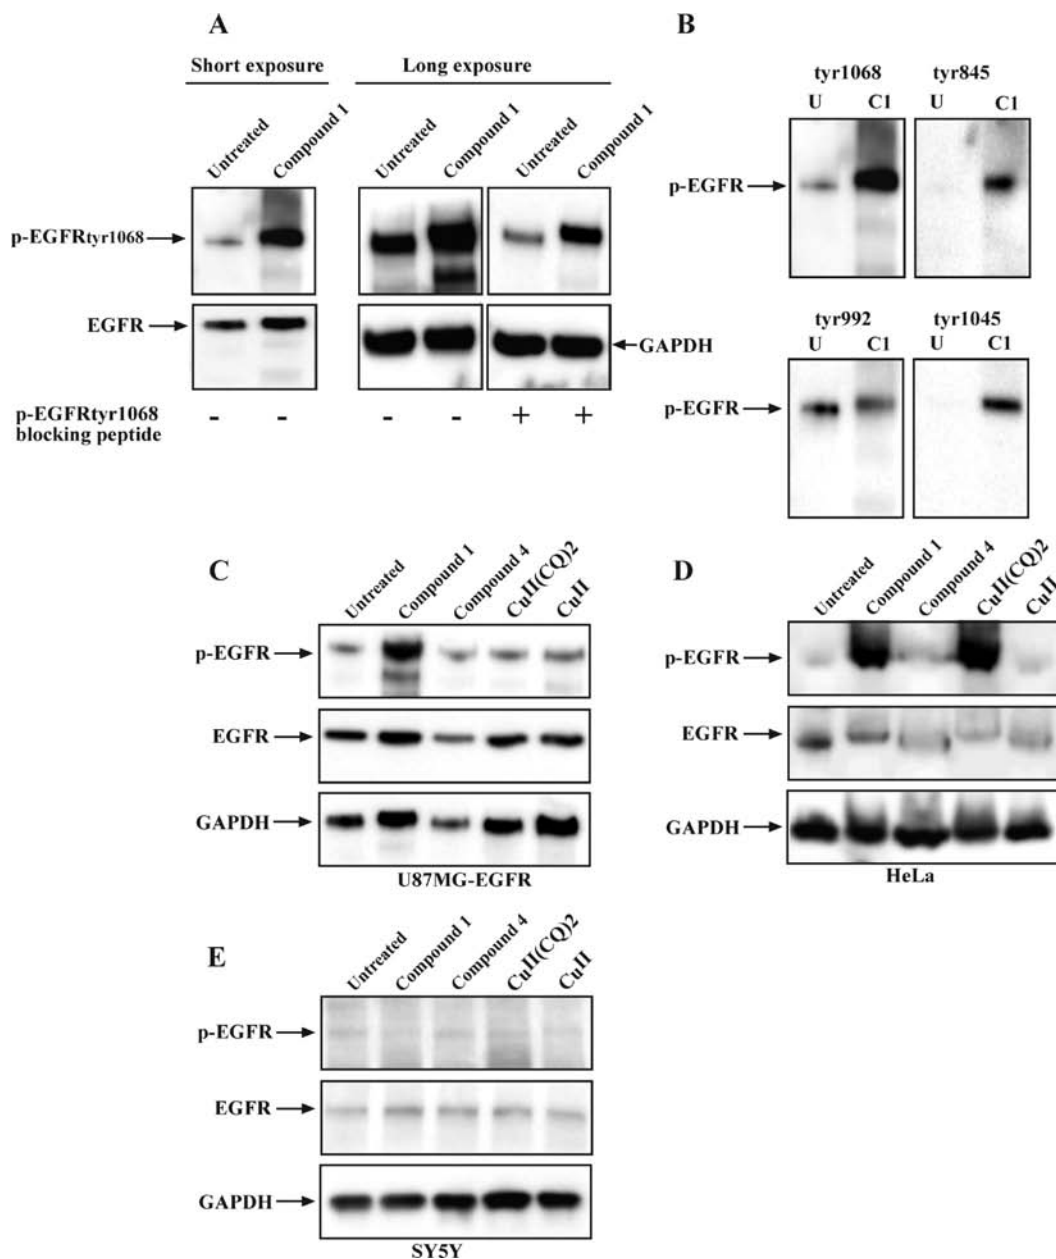 A
Short exposure
Long exposure
Untreated
Compound 1
Untreated
Compound 1
Untreated
Compound 1
p-EGFRtyr1068
EGFR
GAPDH
p-EGFRtyr1068
blocking peptide
- - - - + +
B
tyr1068 tyr845
U C1 U C1
p-EGFR
tyr992 tyr1045
U C1 U C1
p-EGFR
C
Untreated
Compound 1
Compound 4
CuII(CQ)2
CuII
p-EGFR
EGFR
GAPDH
U87MG-EGFR
D
Untreated
Compound 1
Compound 4
CuII(CQ)2
CuII
p-EGFR
EGFR
GAPDH
HeLa
E
Untreated
Compound 1
Compound 4
CuII(CQ)2
CuII
p-EGFR
EGFR
GAPDH
SY5Y